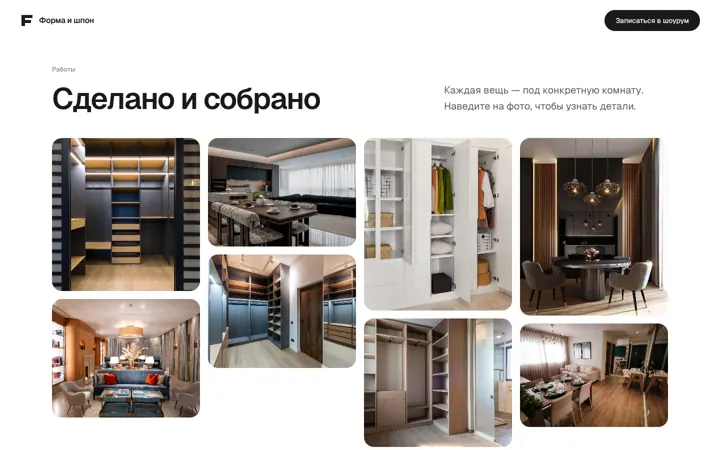 Форма и шпон
Записаться в шоурум
Работы
Сделано и собрано
Каждая вещь — под конкретную комнату.
Наведите на фото, чтобы узнать детали.